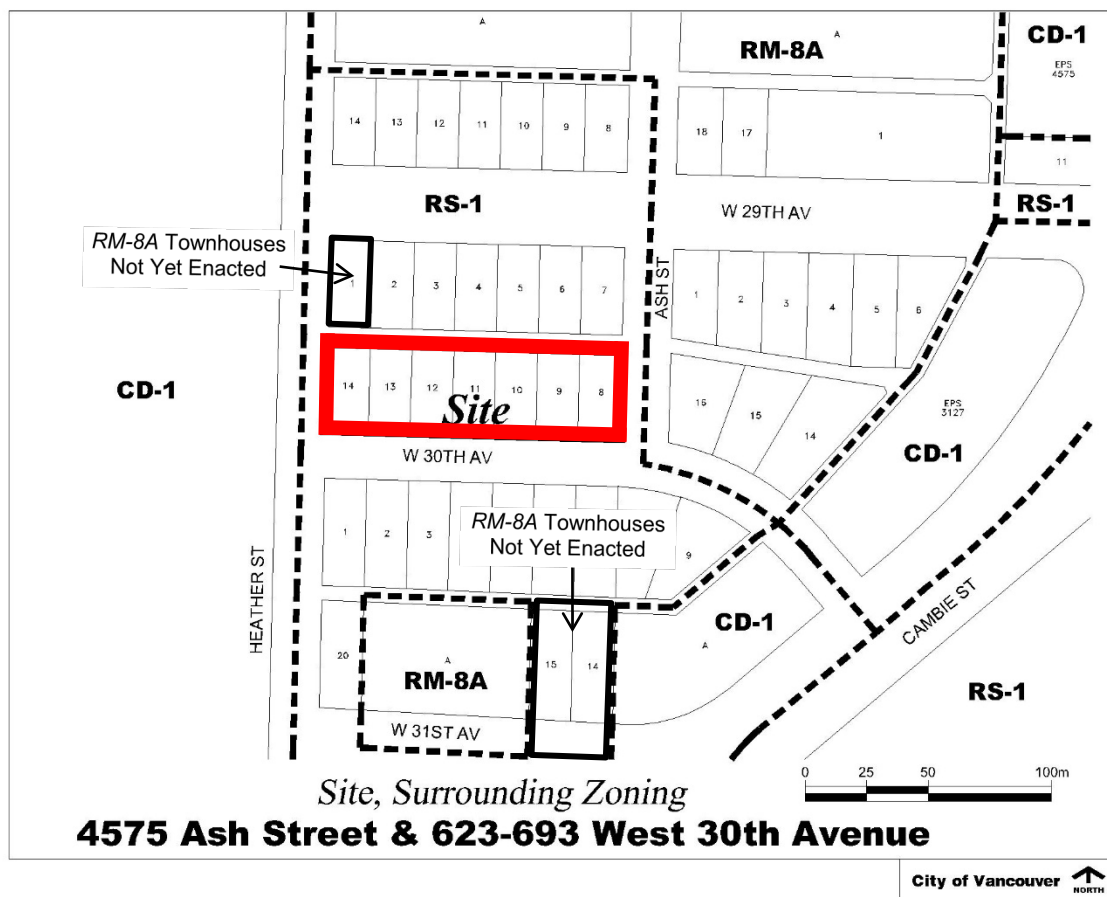 A
A
RM-8A
CD-1
EPS
4575
14 13 12 11 10 9 8
18 17 1
11
RS-1
W 29TH AV
RS-1
RM-8A Townhouses
Not Yet Enacted
1 2 3 4 5 6 7
ASH ST
1 2 3 4 5 6
CD-1
14 13 12 11 10 9 8
Site
16 15 14
EPS
3127
CD-1
W 30TH AV
1 2 3
RM-8A Townhouses
Not Yet Enacted
9
HEATHER ST
CAMBIE ST
20
A
RM-8A
15 14
CD-1
A
RS-1
W 31ST AV
0 25 50 100m
Site, Surrounding Zoning
4575 Ash Street & 623-693 West 30th Avenue
City of Vancouver
NORTH